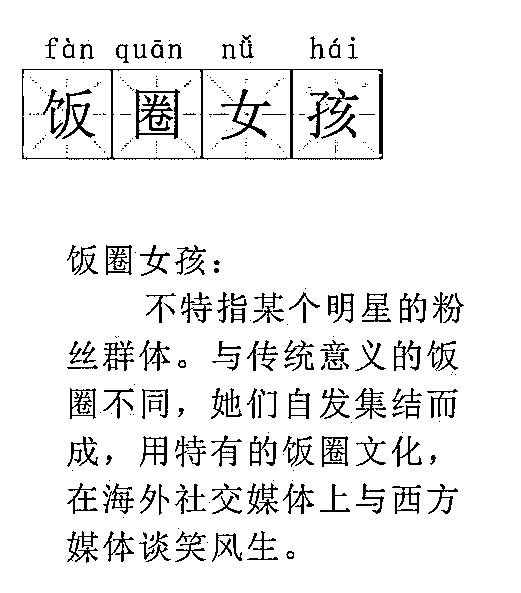 fàn quān nǚ hái
饭圈女孩
饭圈女孩：
不特指某个明星的粉
丝群体。与传统意义的饭
圈不同，她们自发集结而
成，用特有的饭圈文化，
在海外社交媒体上与西方
媒体谈笑风生。